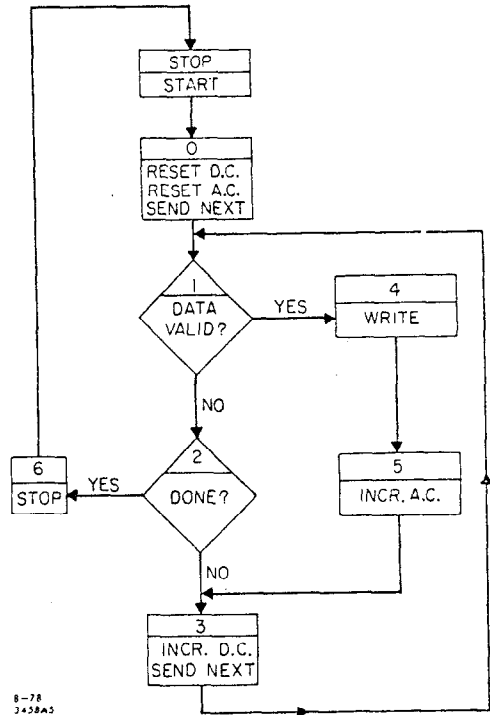 STOP
START
0
RESET D.C.
RESET A.C.
SEND NEXT
1
DATA
VALID?
YES
4
WRITE
NO
2
DONE?
YES
6
STOP
5
INCR. A.C.
NO
3
INCR. D.C.
SEND NEXT
8-78
3458A5